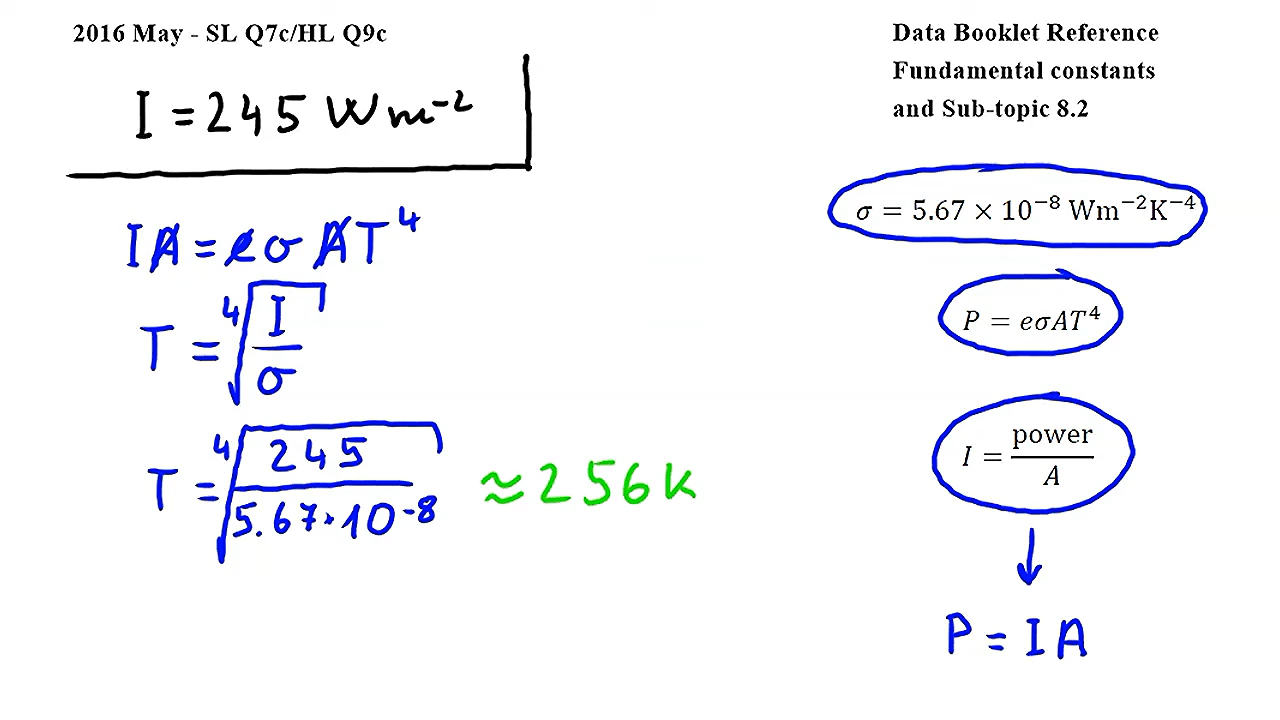 2016 May - SL Q7c/HL Q9c
I = 245 Wm⁻²
IA = eσAT⁴
T = ⁴√(I/σ)
T = ⁴√(245/5.67·10⁻⁸) ≈ 256K
Data Booklet Reference
Fundamental constants
and Sub-topic 8.2
σ = 5.67 × 10⁻⁸ Wm⁻²K⁻⁴
P = eσAT⁴
I = power/A
P = IA